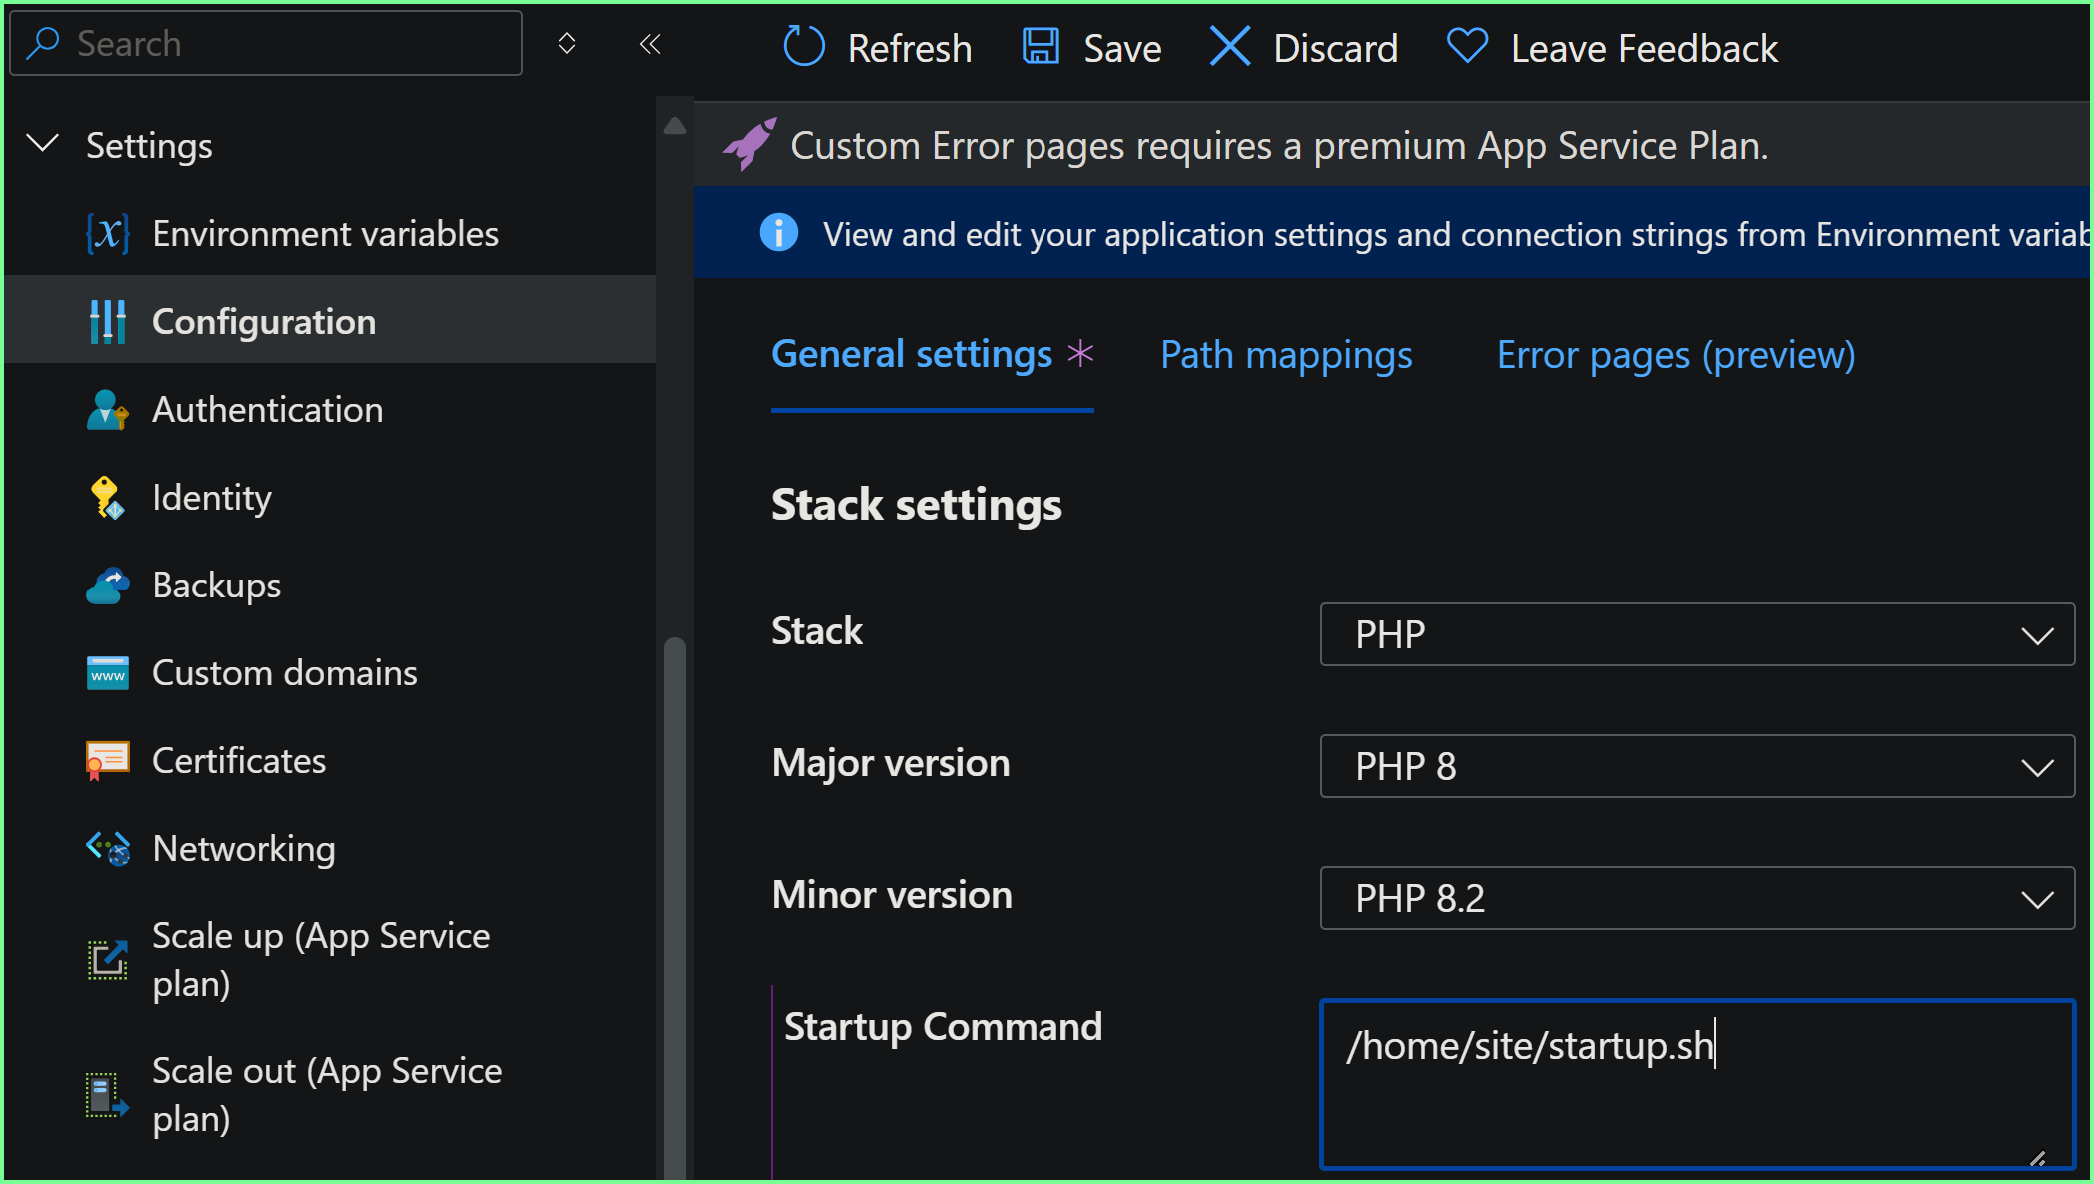 Search
Refresh
Save
Discard
Leave Feedback
Settings
Environment variables
Configuration
Authentication
Identity
Backups
www
Custom domains
Certificates
Networking
Scale up (App Service
plan)
Scale out (App Service
plan)
Custom Error pages requires a premium App Service Plan.
View and edit your application settings and connection strings from Environment variab
General settings *
Path mappings
Error pages (preview)
Stack settings
Stack
PHP
Major version
PHP 8
Minor version
PHP 8.2
Startup Command
/home/site/startup.sh